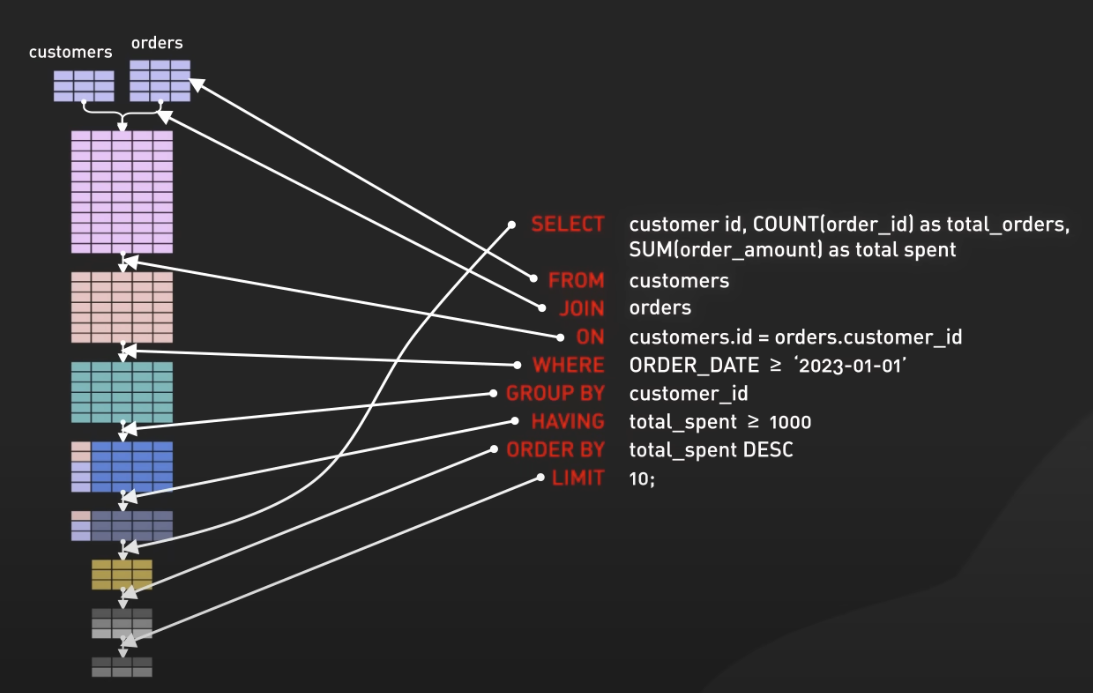 customers orders
SELECT customer id, COUNT(order_id) as total_orders,
SUM(order_amount) as total spent
FROM customers
JOIN orders
ON customers.id = orders.customer_id
WHERE ORDER_DATE ≥ ‘2023-01-01’
GROUP BY customer_id
HAVING total_spent ≥ 1000
ORDER BY total_spent DESC
LIMIT 10;